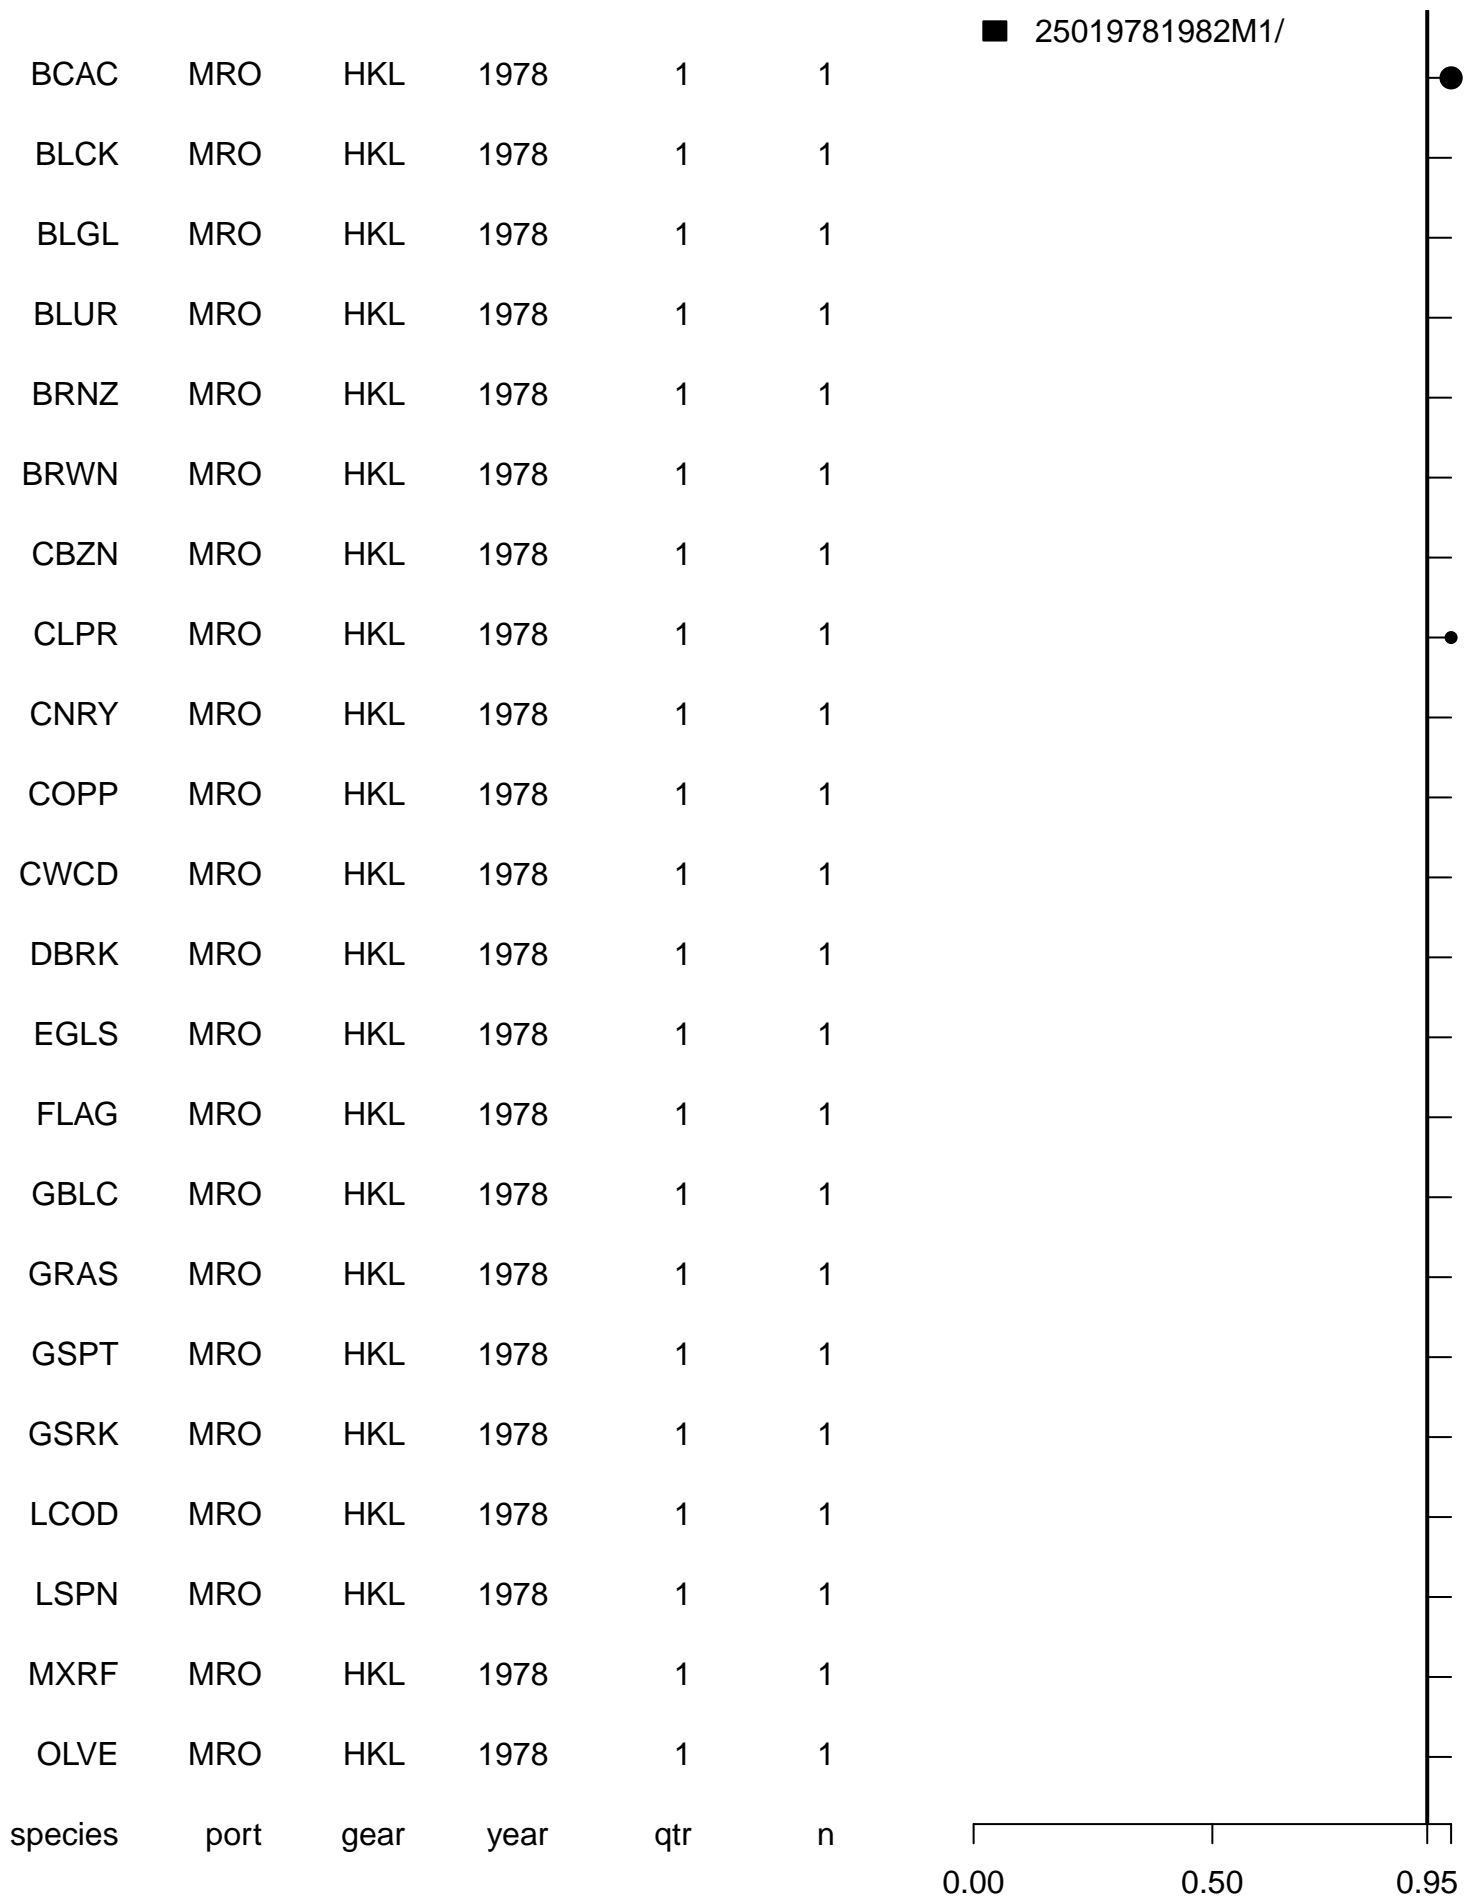 25019781982M1/
BCAC MRO HKL 1978 1 1
BLCK MRO HKL 1978 1 1
BLGL MRO HKL 1978 1 1
BLUR MRO HKL 1978 1 1
BRNZ MRO HKL 1978 1 1
BRWN MRO HKL 1978 1 1
CBZN MRO HKL 1978 1 1
CLPR MRO HKL 1978 1 1
CNRY MRO HKL 1978 1 1
COPP MRO HKL 1978 1 1
CWCD MRO HKL 1978 1 1
DBRK MRO HKL 1978 1 1
EGLS MRO HKL 1978 1 1
FLAG MRO HKL 1978 1 1
GBLC MRO HKL 1978 1 1
GRAS MRO HKL 1978 1 1
GSPT MRO HKL 1978 1 1
GSRK MRO HKL 1978 1 1
LCOD MRO HKL 1978 1 1
LSPN MRO HKL 1978 1 1
MXRF MRO HKL 1978 1 1
OLVE MRO HKL 1978 1 1
species port gear year qtr n
0.00 0.50 0.95